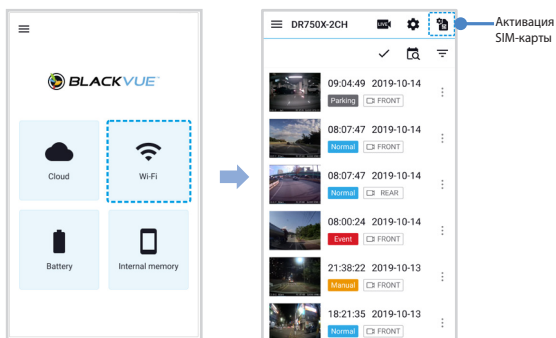 BLACKVUE
Cloud
Wi-Fi
Battery
Internal memory
DR750X-2CH
LIVE
09:04:49 2019-10-14
Parking FRONT
08:07:47 2019-10-14
Normal FRONT
08:07:47 2019-10-14
Normal REAR
08:00:24 2019-10-14
Event FRONT
21:38:22 2019-10-13
Manual FRONT
18:21:35 2019-10-13
Normal FRONT
Активация
SIM-карты